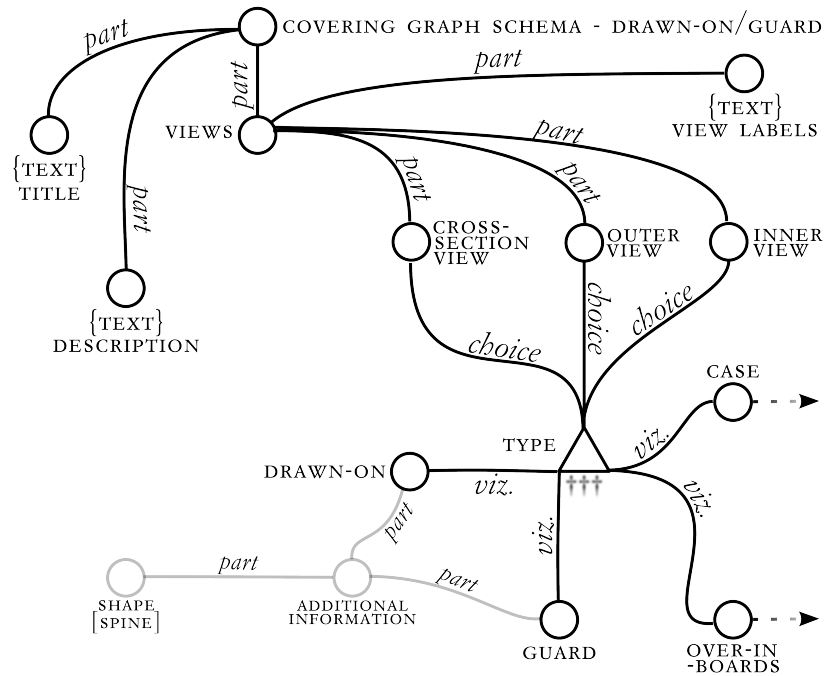 COVERING GRAPH SCHEMA - DRAWN-ON/GUARD
part
part
part
part
{TEXT}
VIEW LABELS
VIEWS
{TEXT}
TITLE
part
part
part
CROSS-
SECTION
VIEW
OUTER
VIEW
INNER
VIEW
{TEXT}
DESCRIPTION
choice
choice
choice
CASE
TYPE
viz.
DRAWN-ON
viz.
†††
viz.
viz.
part
part
part
SHAPE
[SPINE]
ADDITIONAL
INFORMATION
GUARD
OVER-IN
-BOARDS